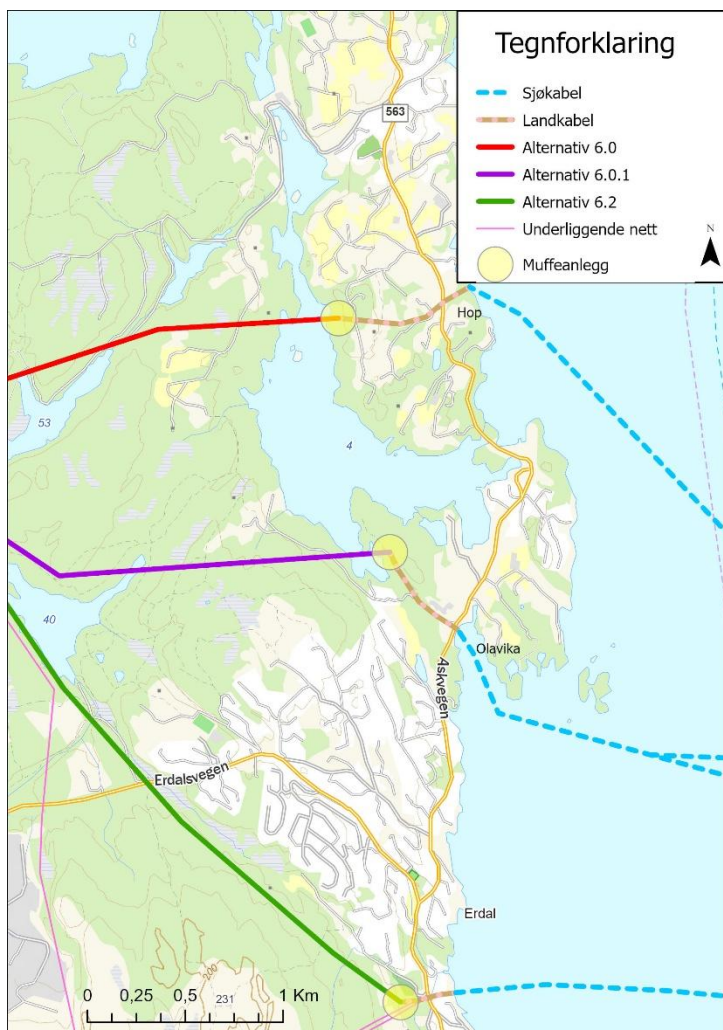 Tegnforklaring
Sjøkabel
Landkabel
Alternativ 6.0
Alternativ 6.0.1
Alternativ 6.2
Underliggende nett
Muffeanlegg
N
563
Hop
53
4
40
Olavika
Askvegen
Erdalsvegen
Erdal
200
231
0 0,25 0,5 1 Km